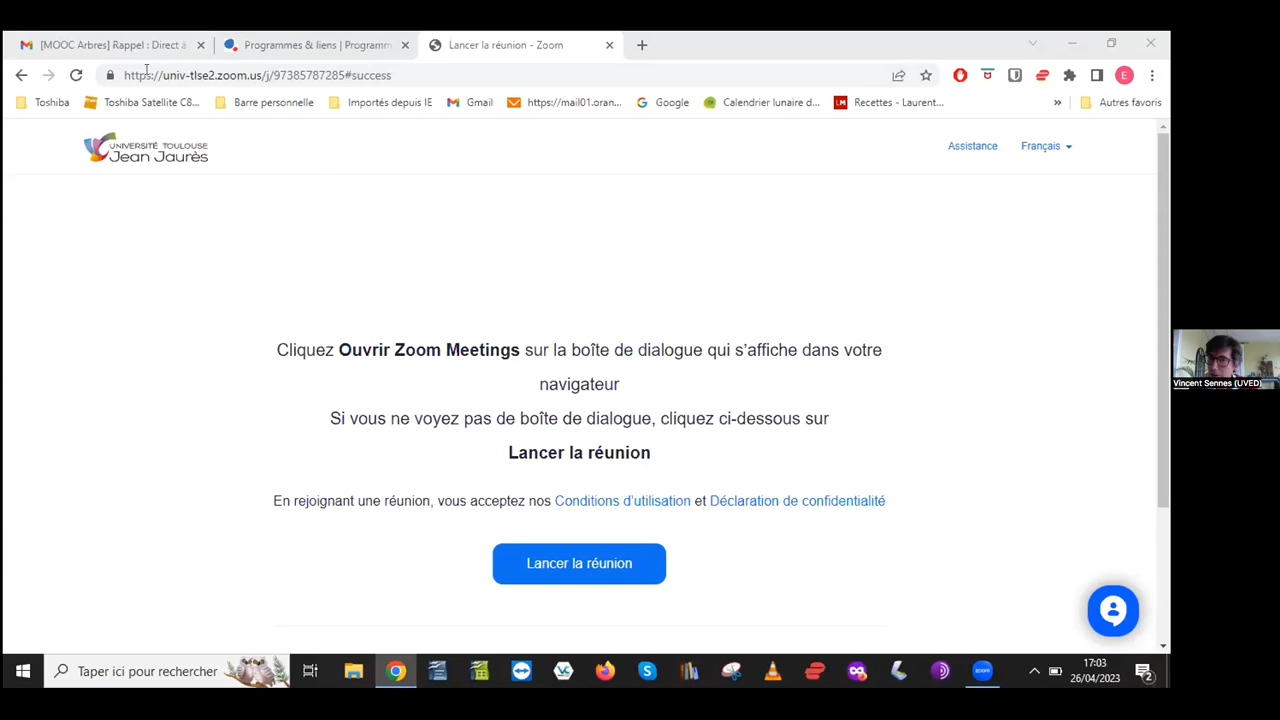 [MOOC Arbres] Rappel : Direct à
Programmes & liens | Programm
Lancer la réunion - Zoom
https://univ-tlse2.zoom.us/j/97385787285#success
E
Toshiba
Toshiba Satellite C8...
Barre personnelle
Importés depuis IE
Gmail
https://mail01.oran...
Google
Calendrier lunaire d...
LM
Recettes - Laurent...
»
Autres favoris
UNIVERSITÉ TOULOUSE
Jean Jaurès
Assistance
Français
Cliquez Ouvrir Zoom Meetings sur la boîte de dialogue qui s'affiche dans votre
navigateur
Si vous ne voyez pas de boîte de dialogue, cliquez ci-dessous sur
Lancer la réunion
En rejoignant une réunion, vous acceptez nos Conditions d'utilisation et Déclaration de confidentialité
Lancer la réunion
Vincent Sennes (UVED)
Taper ici pour rechercher
17:03
26/04/2023
2